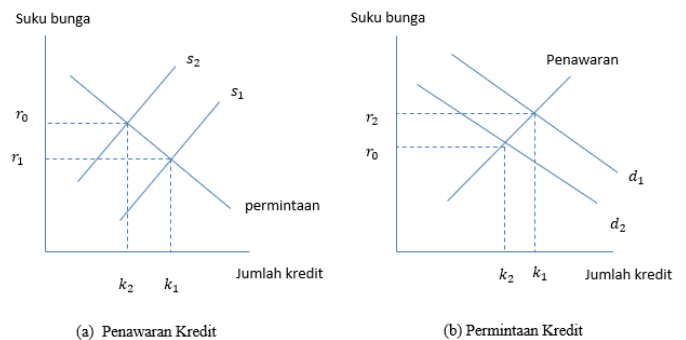 Suku bunga
s₂
s₁
r₀
r₁
permintaan
Jumlah kredit
k₂ k₁
(a) Penawaran Kredit
Suku bunga
Penawaran
r₂
r₀
d₁
d₂
k₂ k₁ Jumlah kredit
(b) Permintaan Kredit